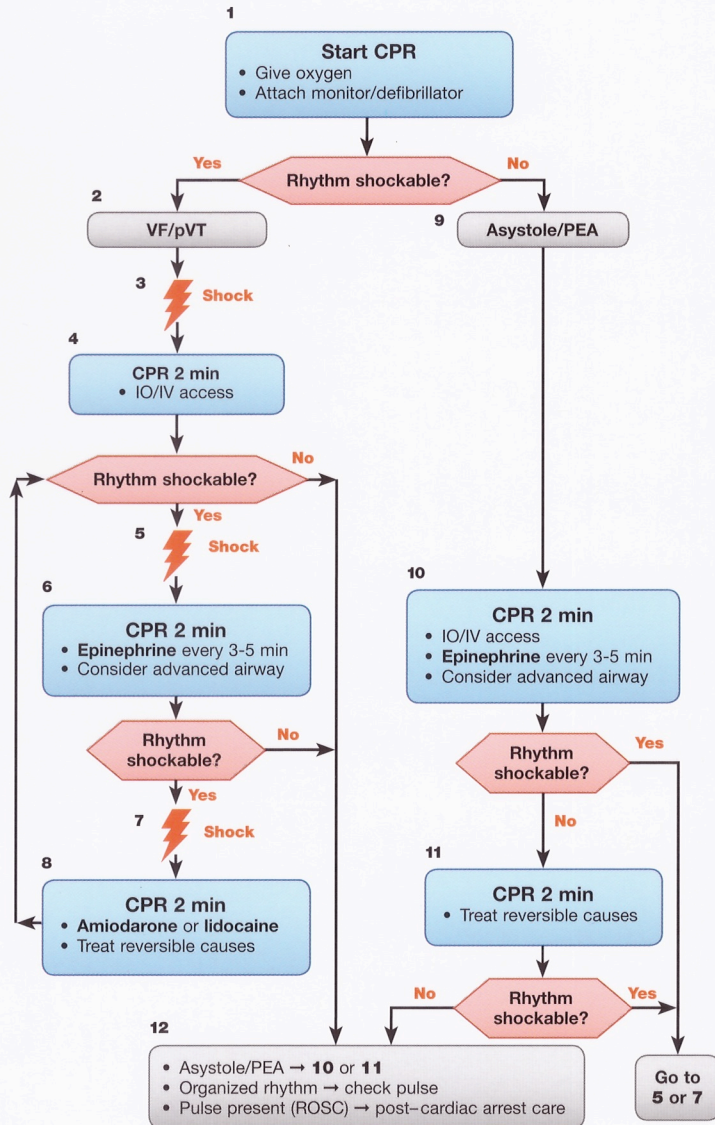 1
Start CPR
• Give oxygen
• Attach monitor/defibrillator
Rhythm shockable?
Yes
No
2
VF/pVT
9
Asystole/PEA
3
Shock
4
CPR 2 min
• IO/IV access
Rhythm shockable?
No
Yes
5
Shock
6
CPR 2 min
• Epinephrine every 3-5 min
• Consider advanced airway
10
CPR 2 min
• IO/IV access
• Epinephrine every 3-5 min
• Consider advanced airway
Rhythm
shockable?
No
Yes
Rhythm
shockable?
Yes
No
7
Shock
8
CPR 2 min
• Amiodarone or lidocaine
• Treat reversible causes
11
CPR 2 min
• Treat reversible causes
Rhythm
shockable?
No
Yes
12
• Asystole/PEA → 10 or 11
• Organized rhythm → check pulse
• Pulse present (ROSC) → post–cardiac arrest care
Go to
5 or 7